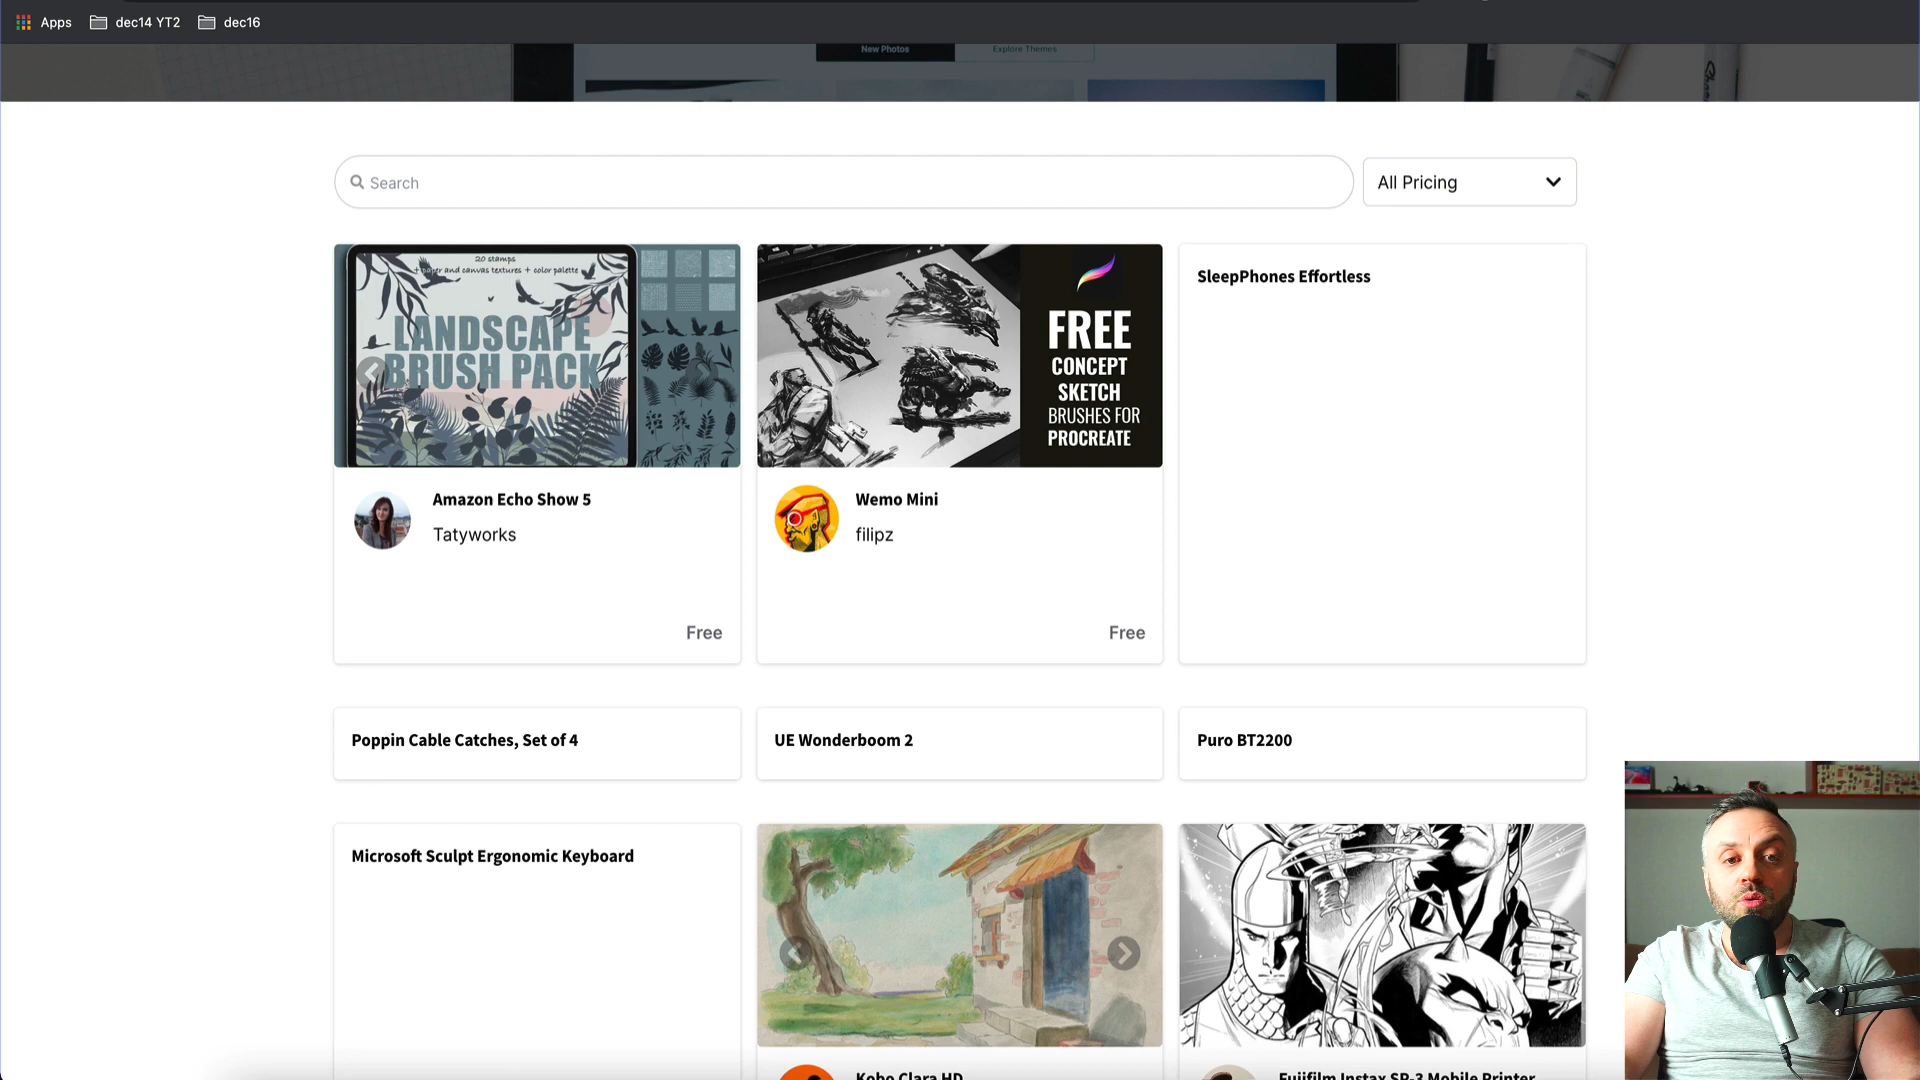 Apps
dec14 YT2
dec16
New Photos
Explore Themes
Search
All Pricing
20 stamps
+ paper and canvas textures + color palette
LANDSCAPE
BRUSH PACK
FREE
CONCEPT
SKETCH
BRUSHES FOR
PROCREATE
SleepPhones Effortless
Amazon Echo Show 5
Tatyworks
Free
Wemo Mini
filipz
Free
Poppin Cable Catches, Set of 4
UE Wonderboom 2
Puro BT2200
Microsoft Sculpt Ergonomic Keyboard
Kobo Clara HD
Fujifilm Instax SP-3 Mobile Printer